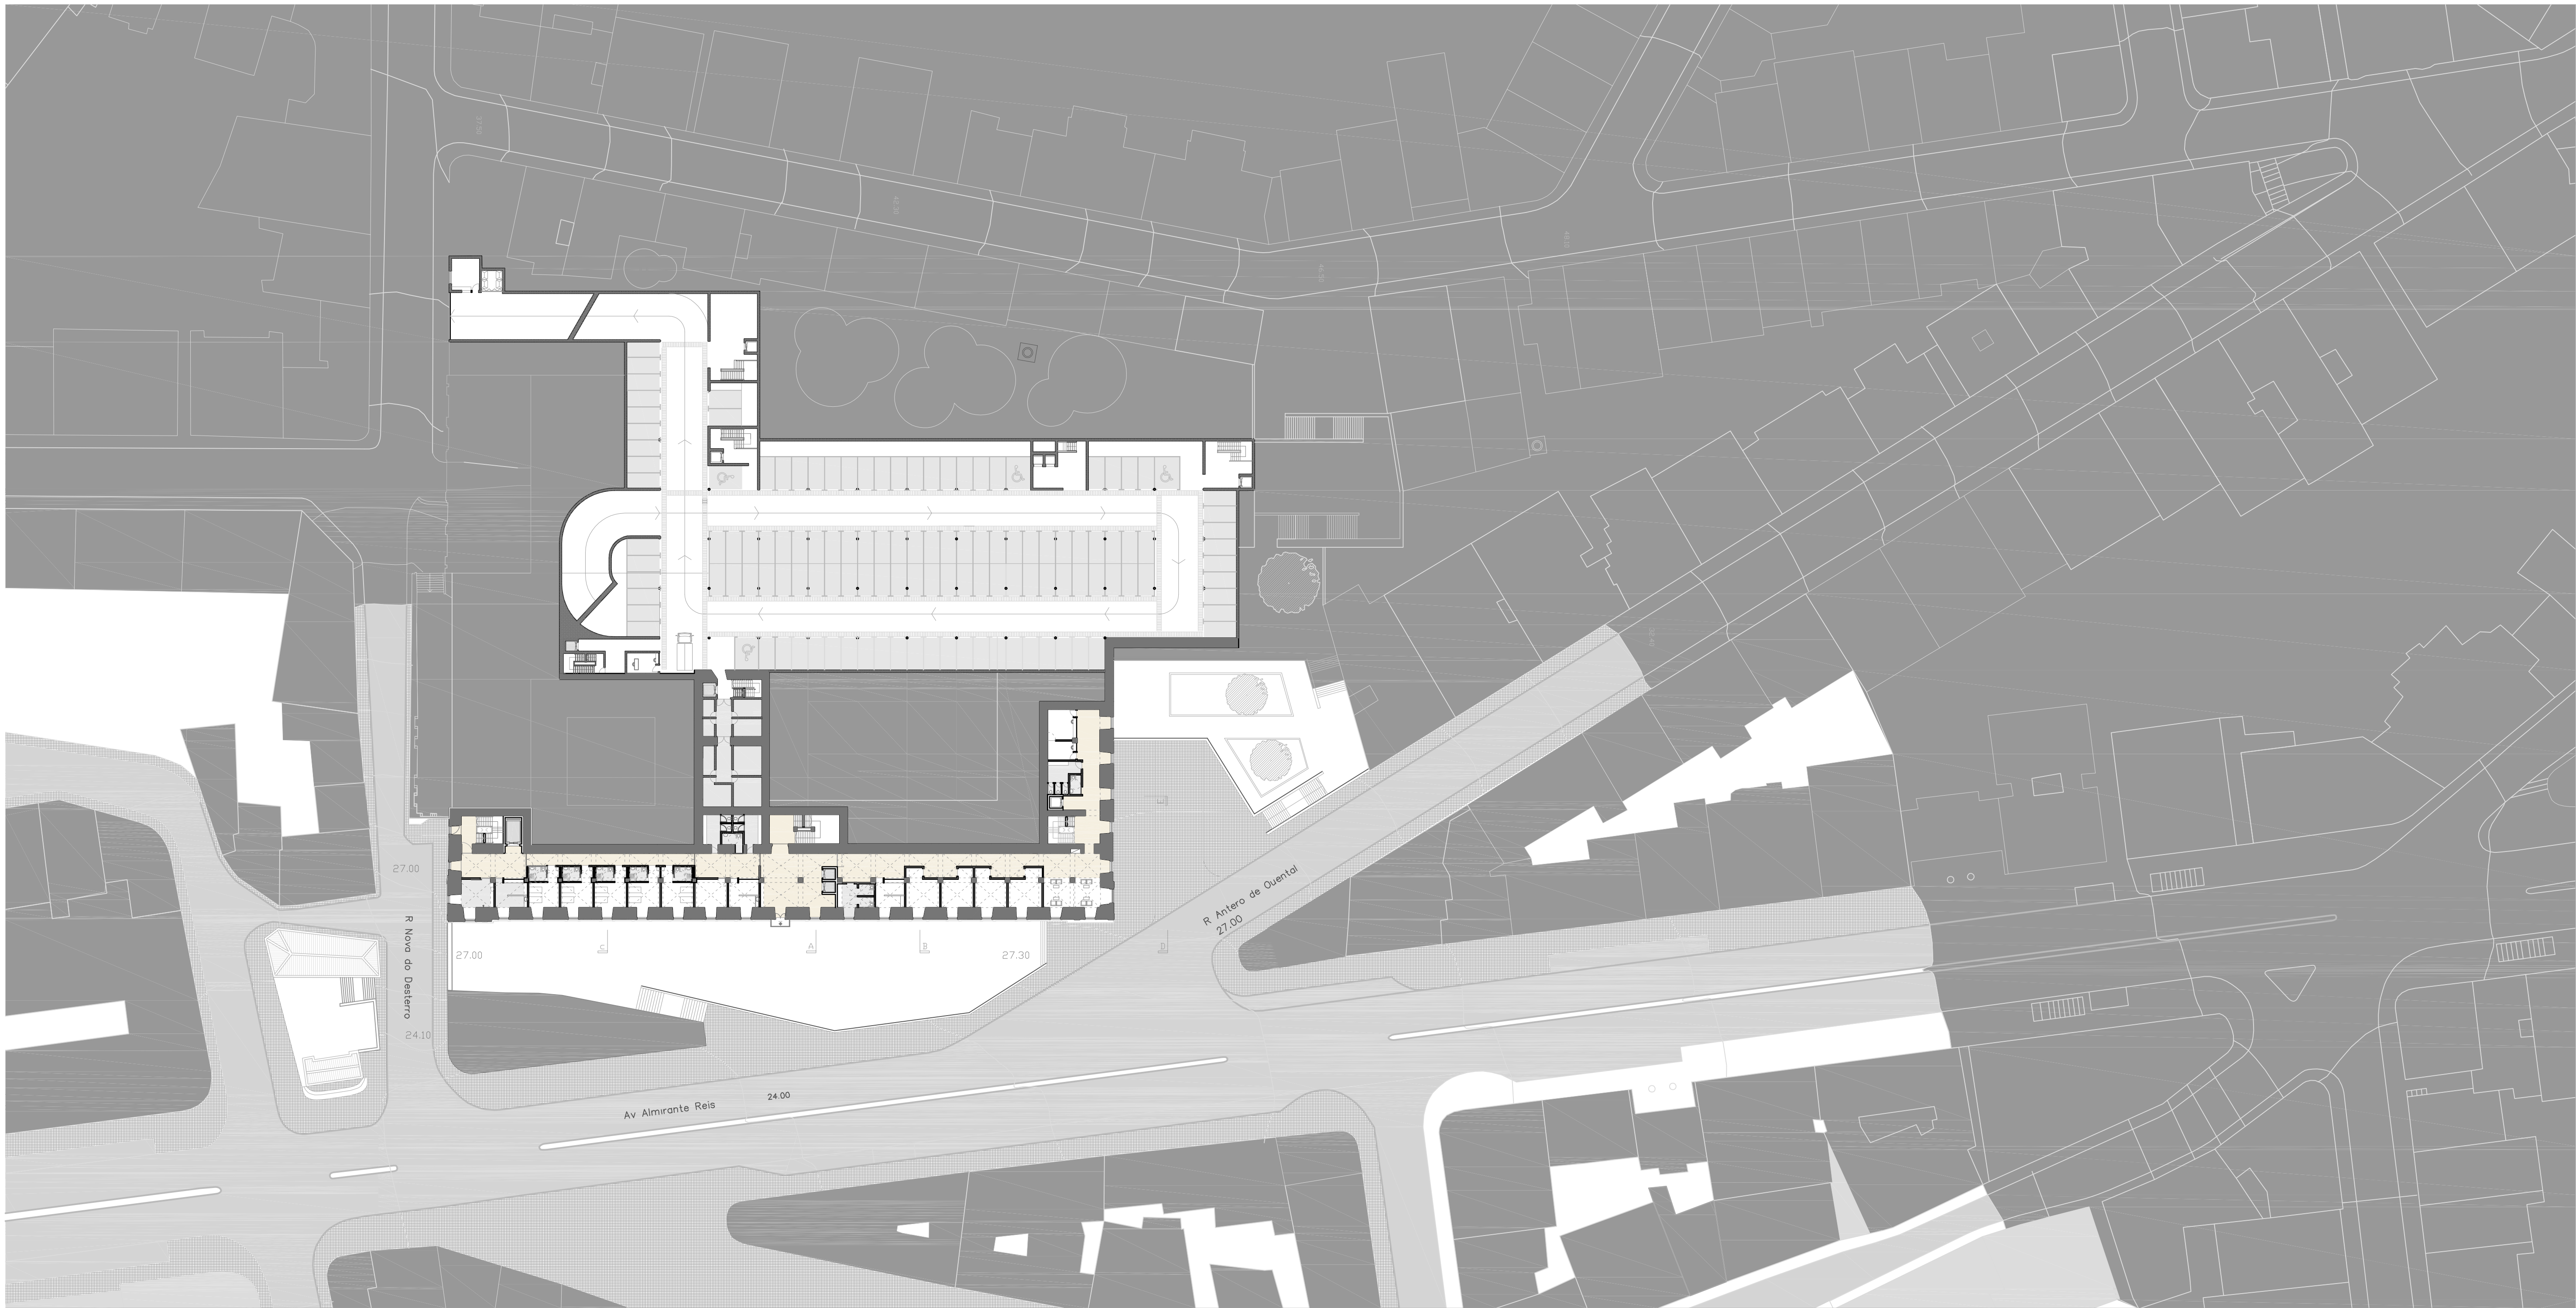 27.00
R Nova do Desterro
24.10
27.00
C
A
B
27.30
D
R Antero de Quental
27.00
Av Almirante Reis
24.00